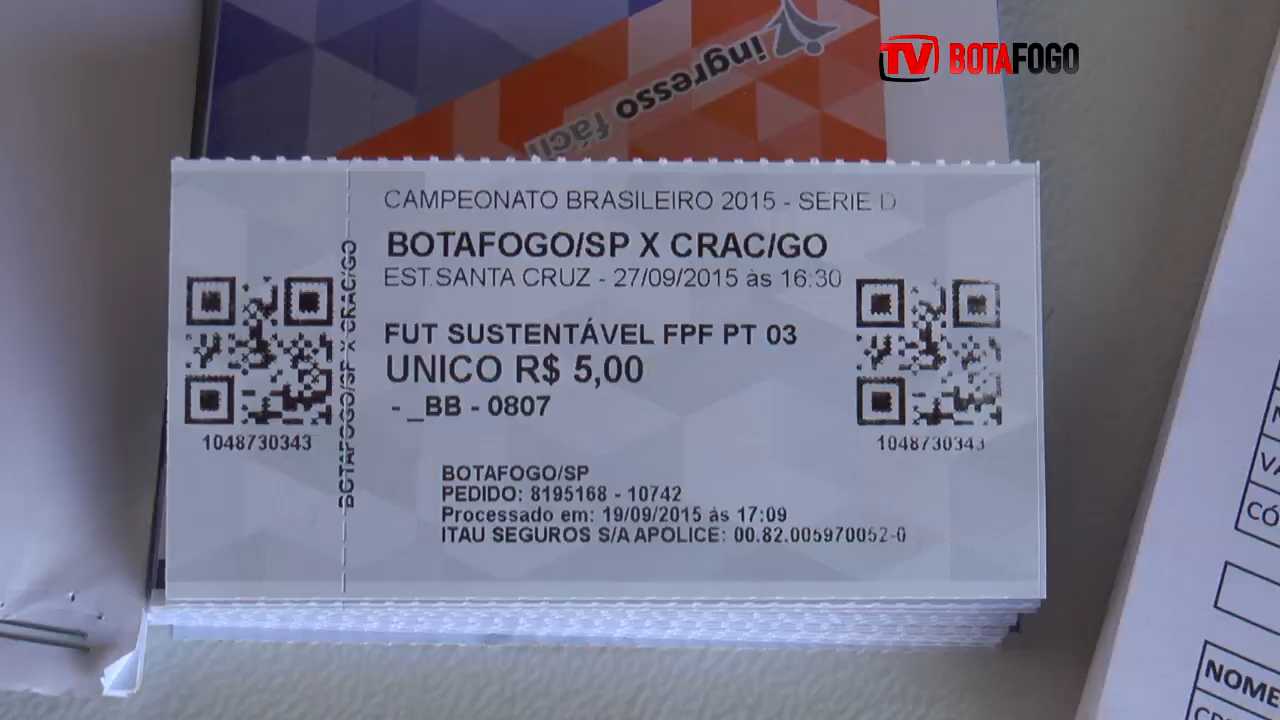 TV BOTAFOGO
ingresso fácil
CAMPEONATO BRASILEIRO 2015 - SERIE D
BOTAFOGO/SP X CRAC/GO
EST.SANTA CRUZ - 27/09/2015 às 16:30
FUT SUSTENTÁVEL FPF PT 03
UNICO R$ 5,00
- _BB - 0807
1048730343
BOTAFOGO/SP X CRAC/GO
1048730343
BOTAFOGO/SP
PEDIDO: 8195168 - 10742
Processado em: 19/09/2015 às 17:09
ITAU SEGUROS S/A APOLICE: 00.82.005970052-0
CÓ
NOME